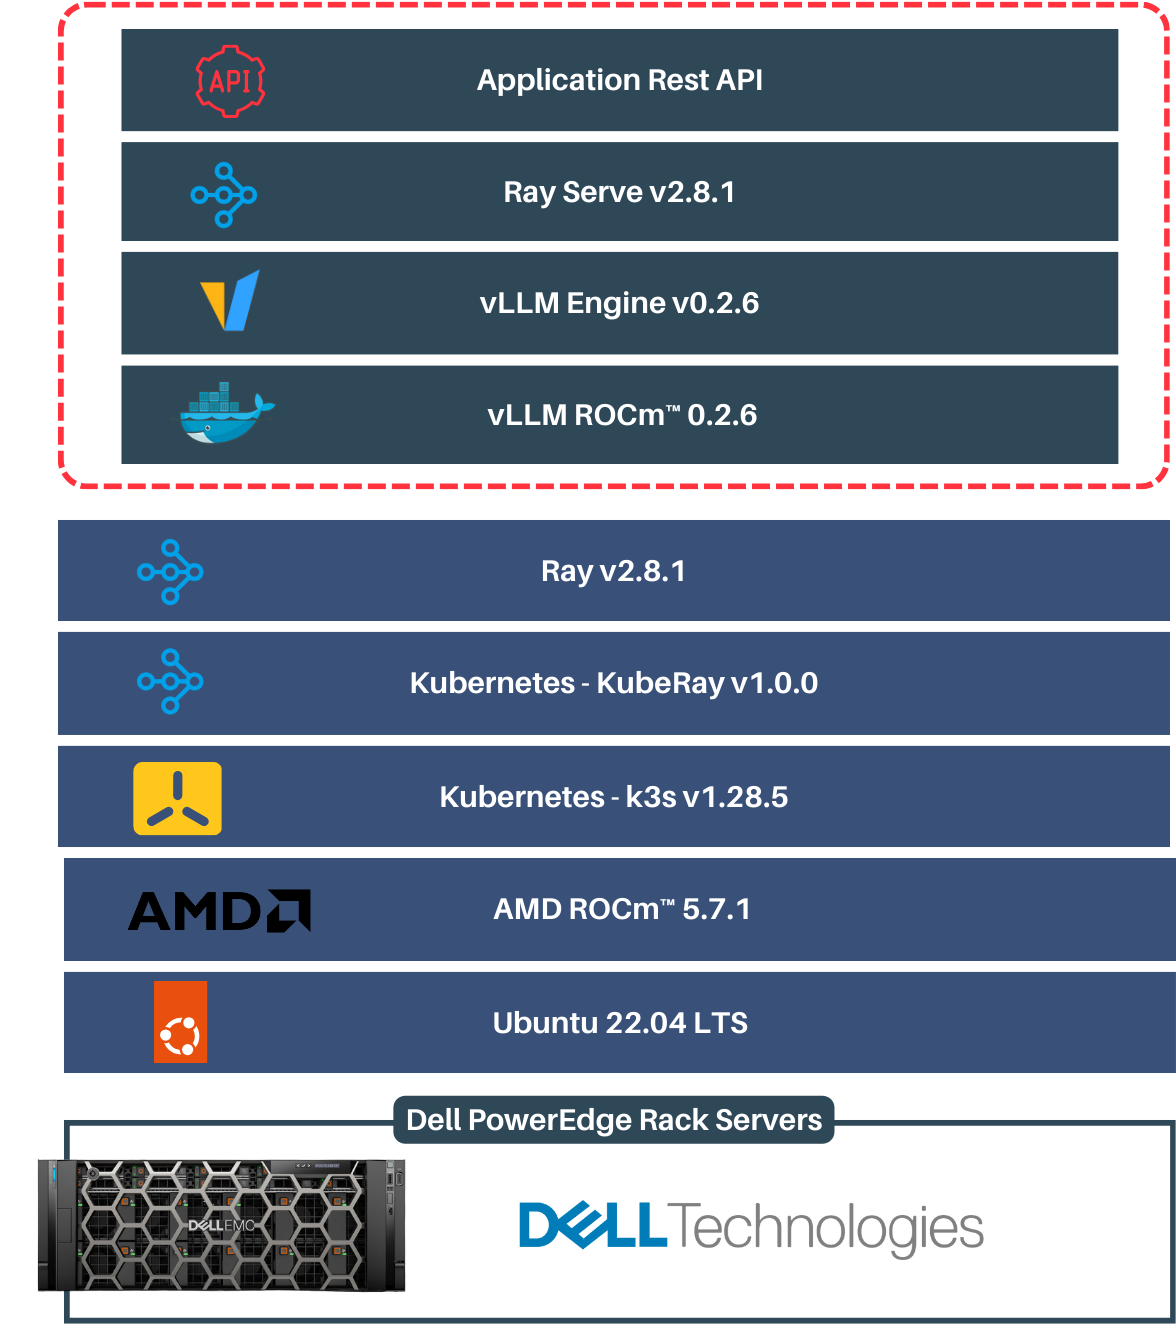 API
Application Rest API
Ray Serve v2.8.1
vLLM Engine v0.2.6
vLLM ROCm™ 0.2.6
Ray v2.8.1
Kubernetes - KubeRay v1.0.0
Kubernetes - k3s v1.28.5
AMD
AMD ROCm™ 5.7.1
Ubuntu 22.04 LTS
Dell PowerEdge Rack Servers
DELLEMC
DELL Technologies